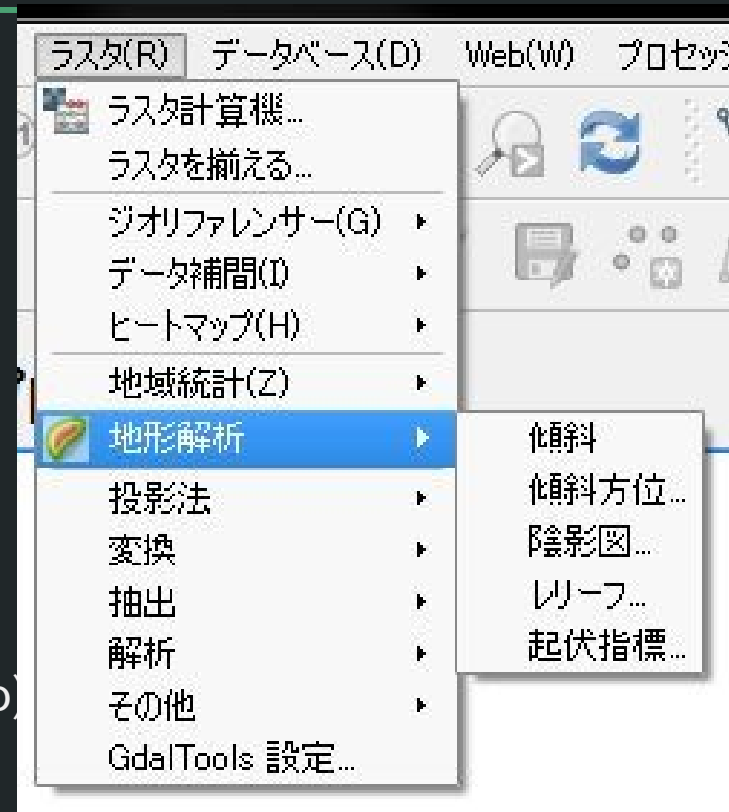 ラスタ(R) データベース(D) Web(W) プロセッ
ラスタ計算機...
ラスタを揃える...
ジオリファレンサー(G)
データ補間(I)
ヒートマップ(H)
地域統計(Z)
地形解析
傾斜
傾斜方位...
陰影図...
レリーフ...
起伏指標...
投影法
変換
抽出
解析
その他
GdalTools 設定...